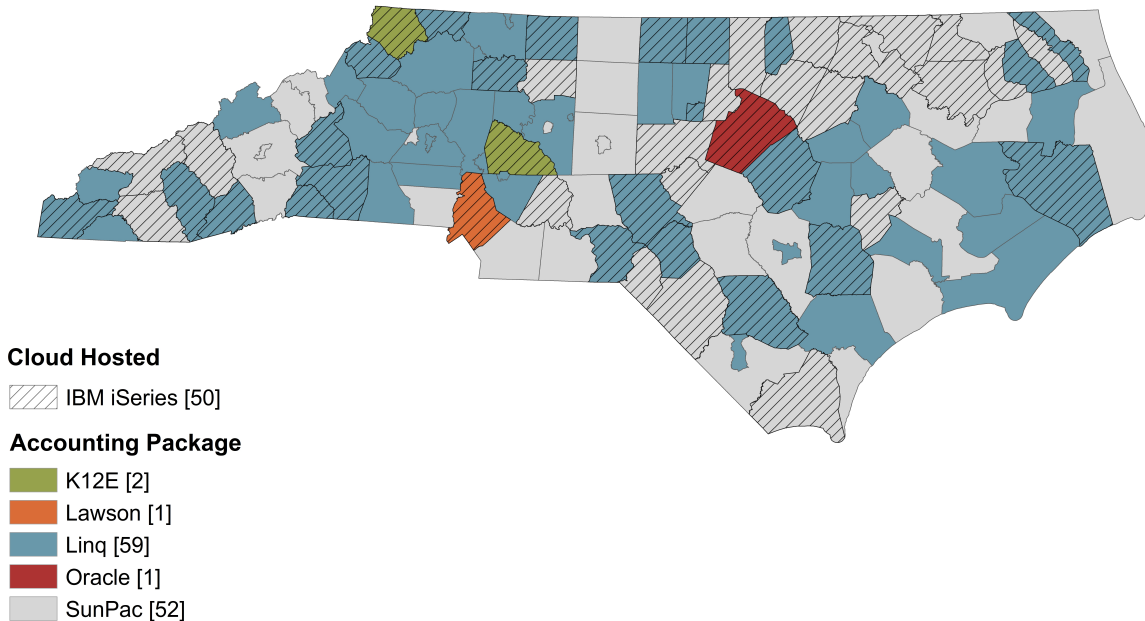 Cloud Hosted
IBM iSeries [50]
Accounting Package
K12E [2]
Lawson [1]
Linq [59]
Oracle [1]
SunPac [52]